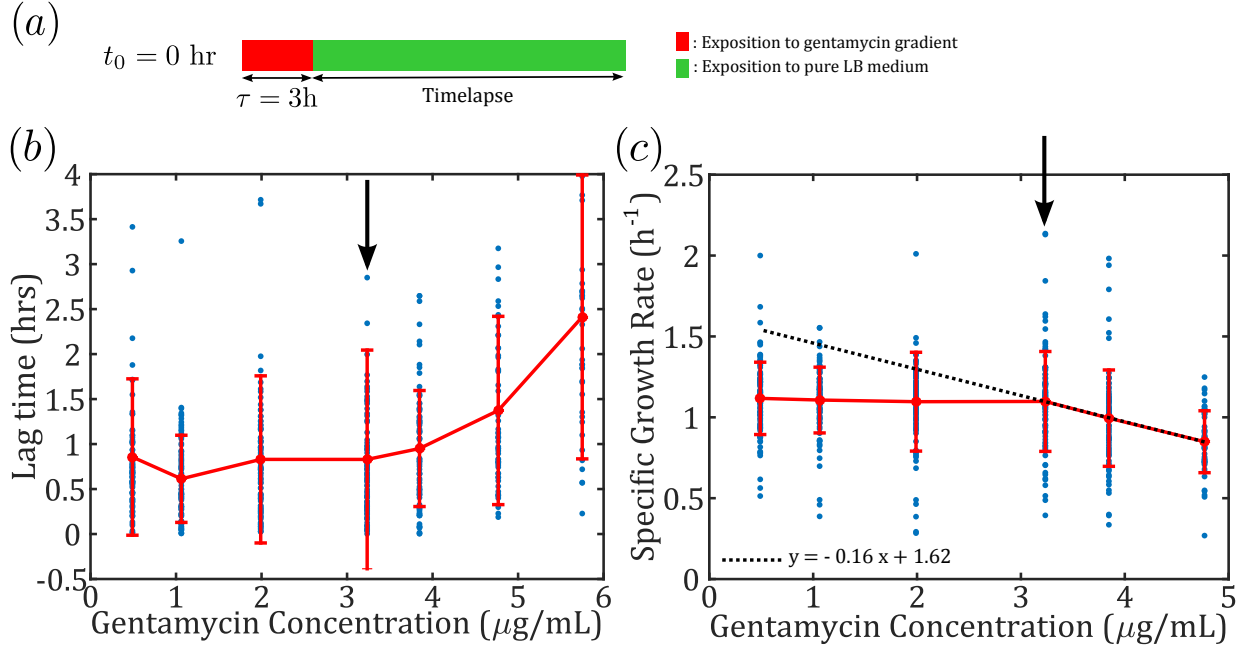 (a)
t₀ = 0 hr
: Exposition to gentamycin gradient
: Exposition to pure LB medium
τ = 3h
Timelapse
(b)
4
3.5
3
2.5
2
1.5
1
0.5
0
-0.5
Lag time (hrs)
0 1 2 3 4 5 6
Gentamycin Concentration (μg/mL)
(c)
2.5
2
1.5
1
0.5
0
Specific Growth Rate (h⁻¹)
y = - 0.16 x + 1.62
0 1 2 3 4 5
Gentamycin Concentration (μg/mL)